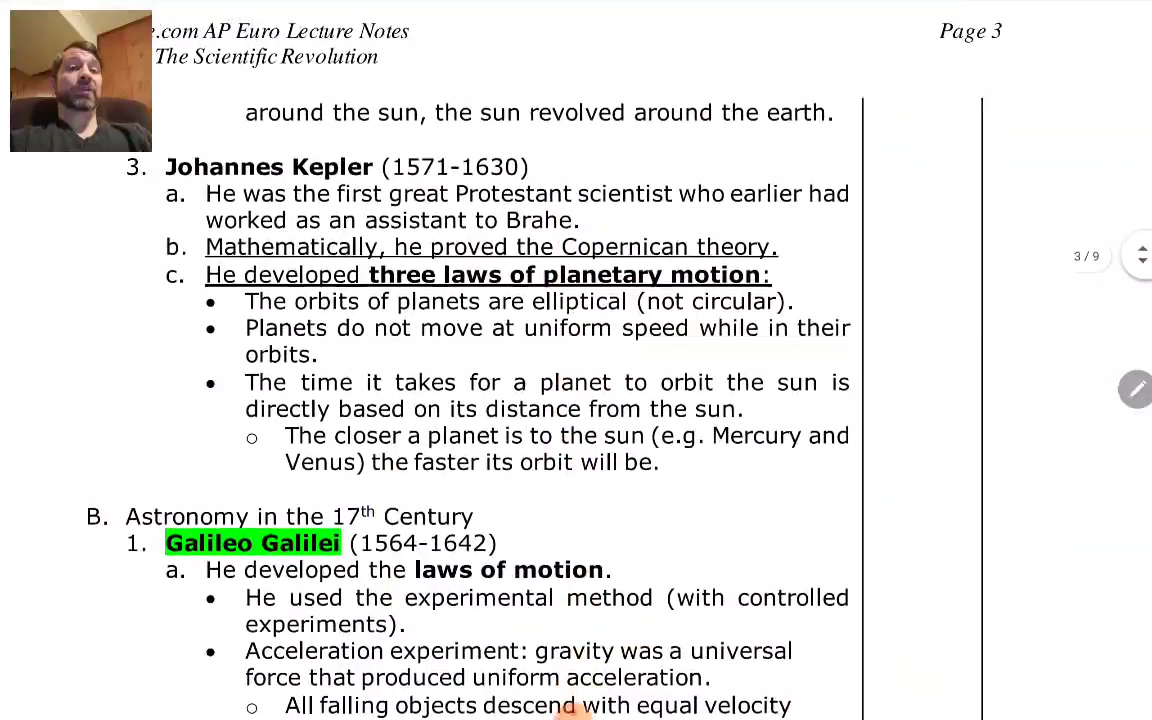 .com AP Euro Lecture Notes
Page 3
The Scientific Revolution
around the sun, the sun revolved around the earth.
3. Johannes Kepler (1571-1630)
a. He was the first great Protestant scientist who earlier had
worked as an assistant to Brahe.
b. Mathematically, he proved the Copernican theory.
c. He developed three laws of planetary motion:
• The orbits of planets are elliptical (not circular).
• Planets do not move at uniform speed while in their
orbits.
• The time it takes for a planet to orbit the sun is
directly based on its distance from the sun.
o The closer a planet is to the sun (e.g. Mercury and
Venus) the faster its orbit will be.
3 / 9
B. Astronomy in the 17th Century
1. Galileo Galilei (1564-1642)
a. He developed the laws of motion.
• He used the experimental method (with controlled
experiments).
• Acceleration experiment: gravity was a universal
force that produced uniform acceleration.
o All falling objects descend with equal velocity